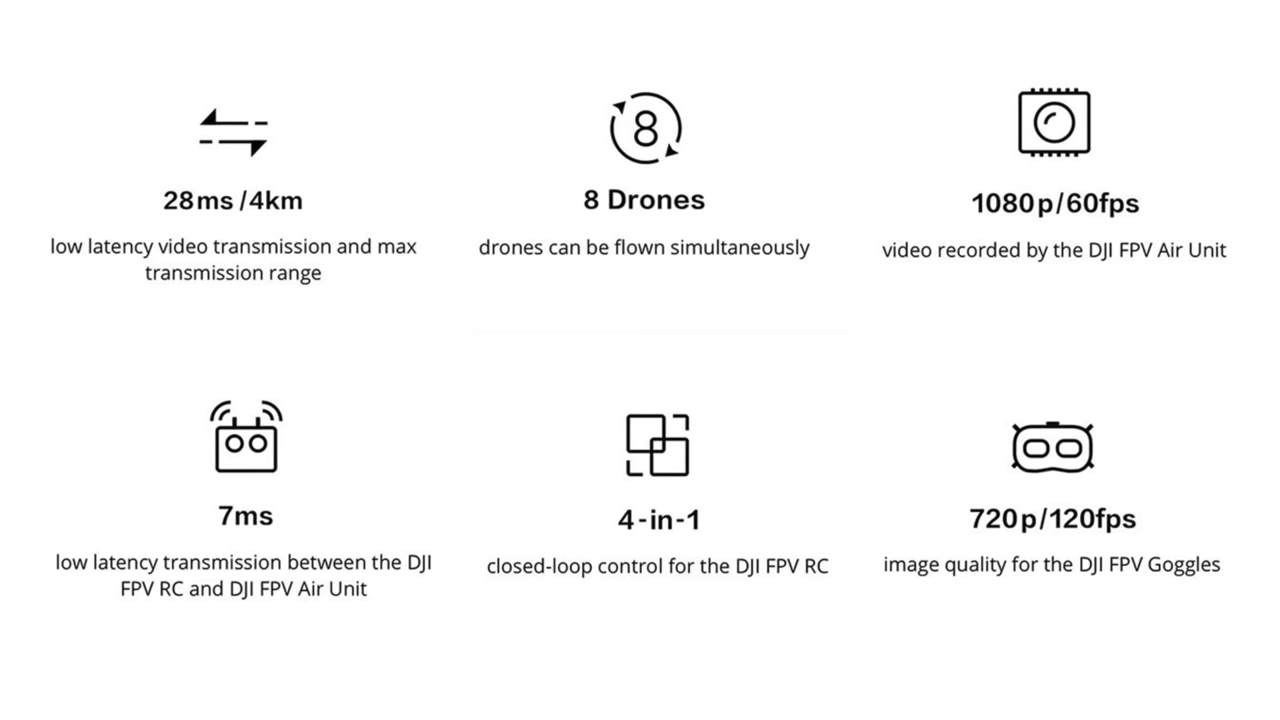 8
28ms /4km
8 Drones
1080p/60fps
low latency video transmission and max
transmission range
drones can be flown simultaneously
video recorded by the DJI FPV Air Unit
7ms
4-in-1
720p/120fps
low latency transmission between the DJI
FPV RC and DJI FPV Air Unit
closed-loop control for the DJI FPV RC
image quality for the DJI FPV Goggles